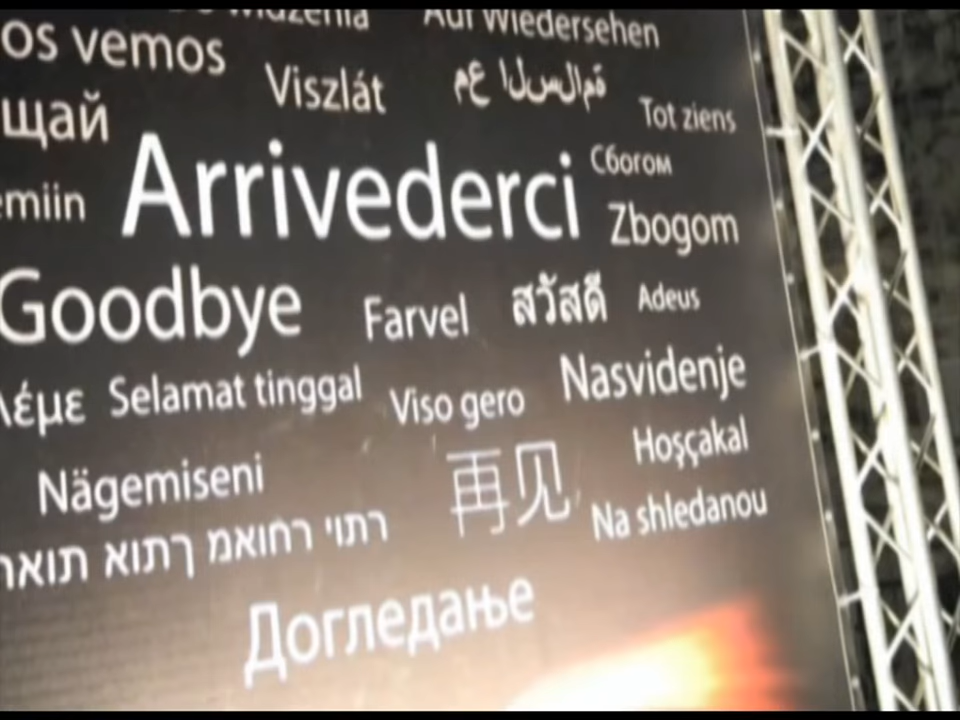 Auf Wiedersehen
os vemos
Viszlát
Tot ziens
щай
Arrivederci
Сбогом
emiin
Zbogom
Goodbye
Farvel
สวัสดี
Adeus
λέμε
Selamat tinggal
Viso gero
Nasvidenje
Nägemiseni
再见
Hoşçakal
Na shledanou
Догледање